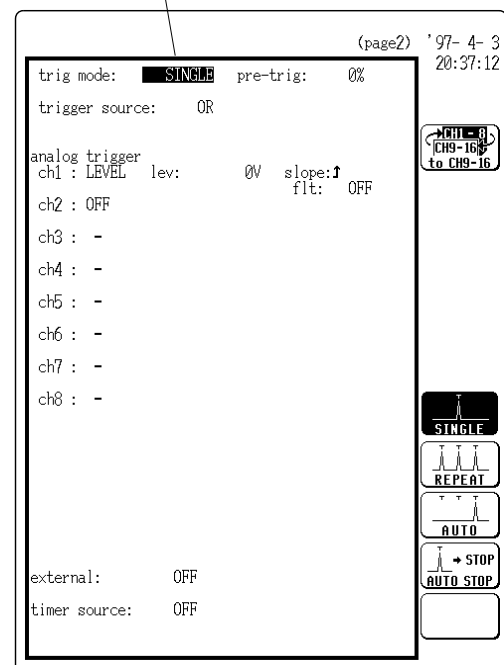 (page2) '97- 4- 3
20:37:12
trig mode: SINGLE pre-trig: 0%
trigger source: OR
CH1 - 8
CH9-16
to CH9-16
analog trigger
ch1 : LEVEL lev: 0V slope:↑
flt: OFF
ch2 : OFF
ch3 : -
ch4 : -
ch5 : -
ch6 : -
ch7 : -
ch8 : -
T
SINGLE
T T T
REPEAT
T T T
AUTO
T → STOP
AUTO STOP
external: OFF
timer source: OFF